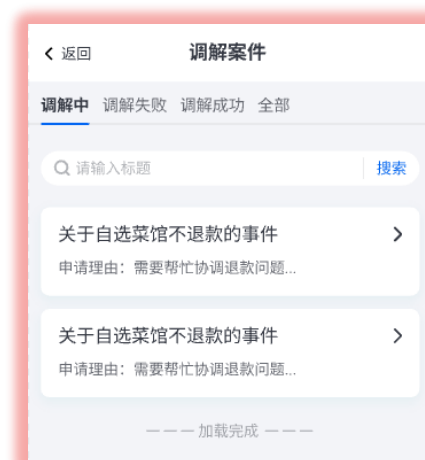 返回 调解案件
调解中 调解失败 调解成功 全部
请输入标题 搜索
关于自选菜馆不退款的事件
申请理由：需要帮忙协调退款问题...
关于自选菜馆不退款的事件
申请理由：需要帮忙协调退款问题...
— — — 加载完成 — — —